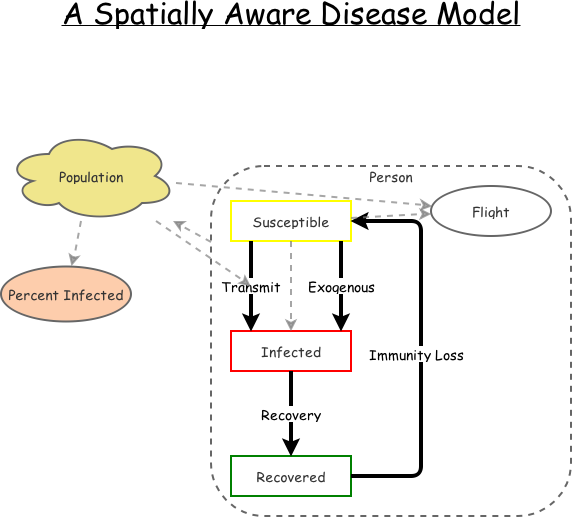 A Spatially Aware Disease Model
Population
Person
Susceptible
Flight
Percent Infected
Transmit
Exogenous
Infected
Immunity Loss
Recovery
Recovered